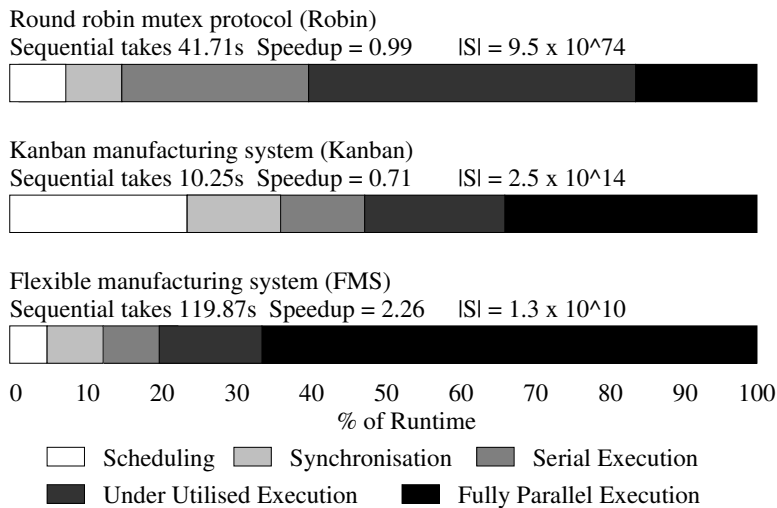 Round robin mutex protocol (Robin)
Sequential takes 41.71s Speedup = 0.99 |S| = 9.5 x 10^74
Kanban manufacturing system (Kanban)
Sequential takes 10.25s Speedup = 0.71 |S| = 2.5 x 10^14
Flexible manufacturing system (FMS)
Sequential takes 119.87s Speedup = 2.26 |S| = 1.3 x 10^10
0 10 20 30 40 50 60 70 80 90 100
% of Runtime
Scheduling Synchronisation Serial Execution
Under Utilised Execution Fully Parallel Execution